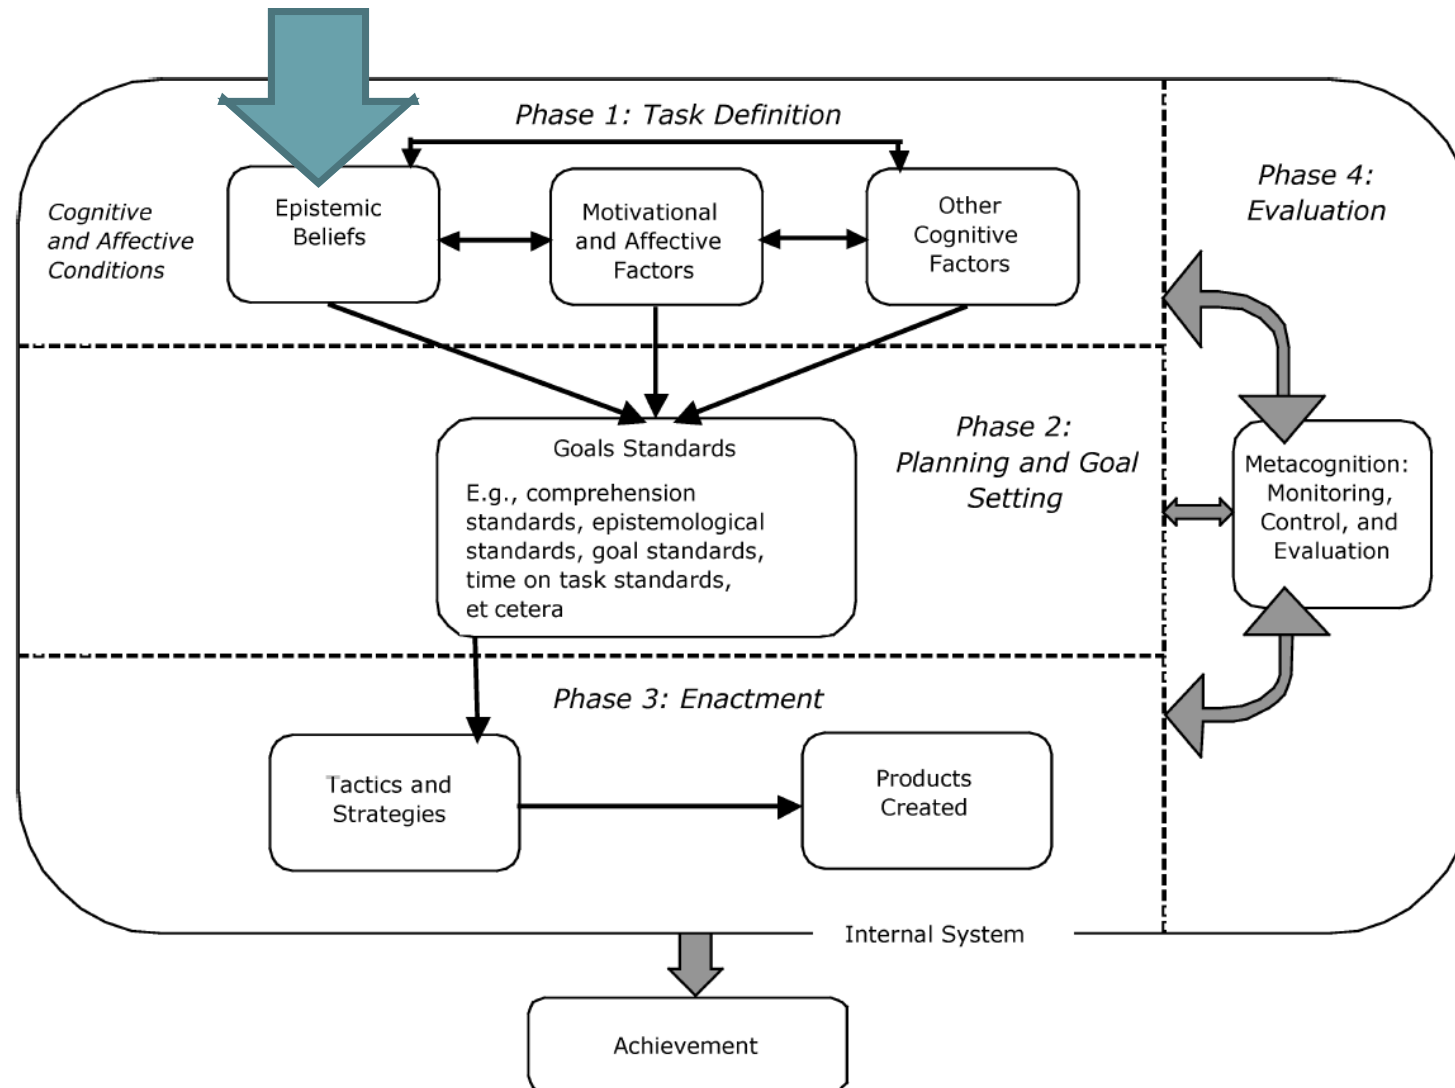 Phase 1: Task Definition
Cognitive
and Affective
Conditions
Epistemic
Beliefs
Motivational
and Affective
Factors
Other
Cognitive
Factors
Phase 4:
Evaluation
Goals Standards
E.g., comprehension
standards, epistemological
standards, goal standards,
time on task standards,
et cetera
Phase 2:
Planning and Goal
Setting
Metacognition:
Monitoring,
Control, and
Evaluation
Phase 3: Enactment
Tactics and
Strategies
Products
Created
Internal System
Achievement